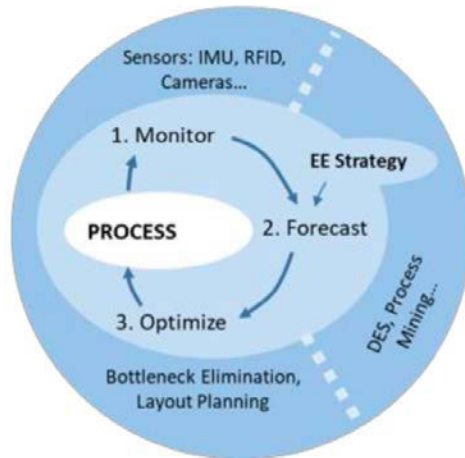 Sensors: IMU, RFID,
Cameras...
1. Monitor
EE Strategy
PROCESS
2. Forecast
3. Optimize
DES, Process
Mining...
Bottleneck Elimination,
Layout Planning